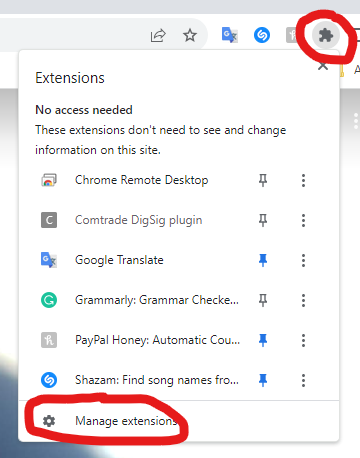 Extensions
No access needed
These extensions don't need to see and change
information on this site.
Chrome Remote Desktop
C Comtrade DigSig plugin
Google Translate
Grammarly: Grammar Checke...
PayPal Honey: Automatic Cou...
Shazam: Find song names fro...
Manage extensions